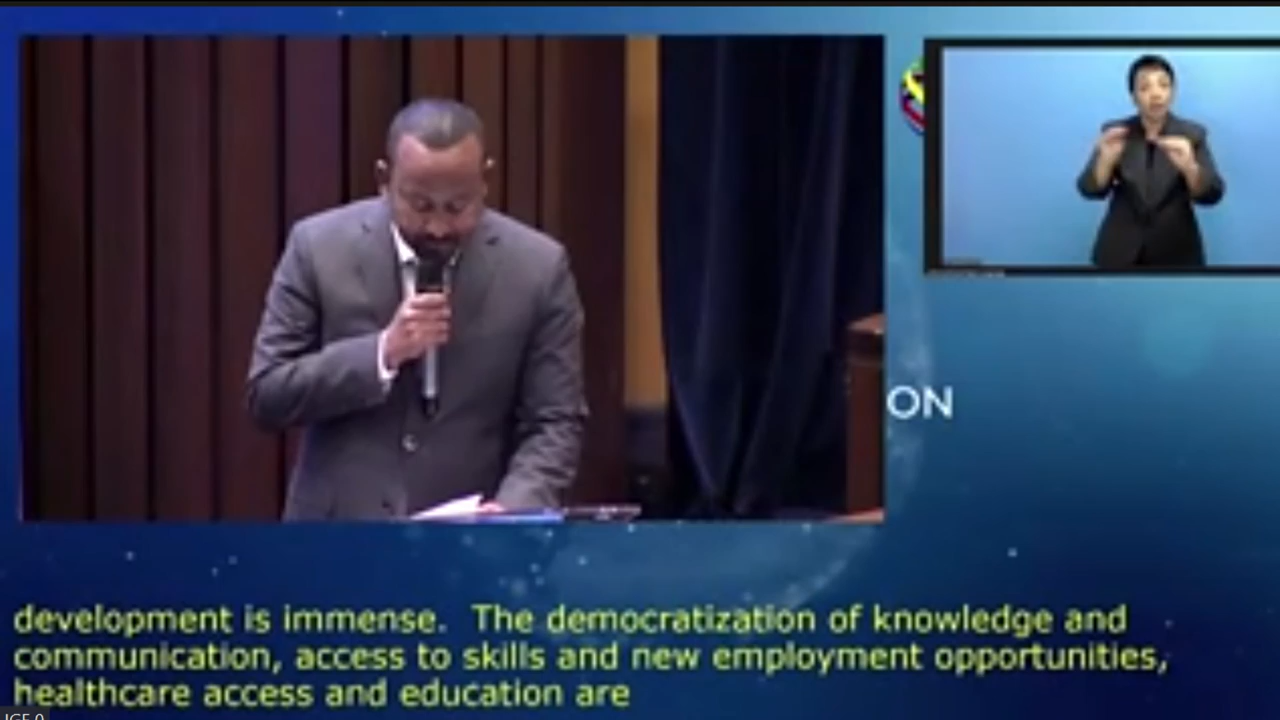 ON
development is immense.  The democratization of knowledge and
communication, access to skills and new employment opportunities,
healthcare access and education are